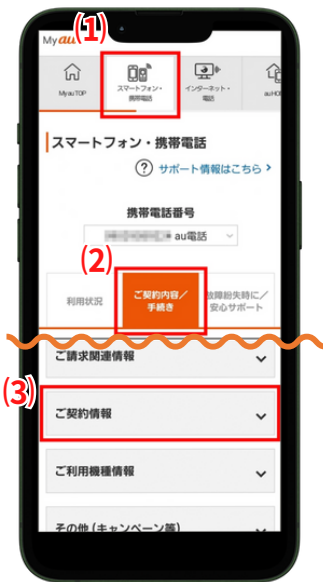 (1)
My au
My au TOP
スマートフォン・
携帯電話
インターネット・
電話
スマートフォン・携帯電話
? サポート情報はこちら >
携帯電話番号
au電話
(2)
利用状況
ご契約内容／
手続き
故障紛失時に／
安心サポート
ご請求関連情報
(3)
ご契約情報
ご利用機種情報
その他 (キャンペーン等)